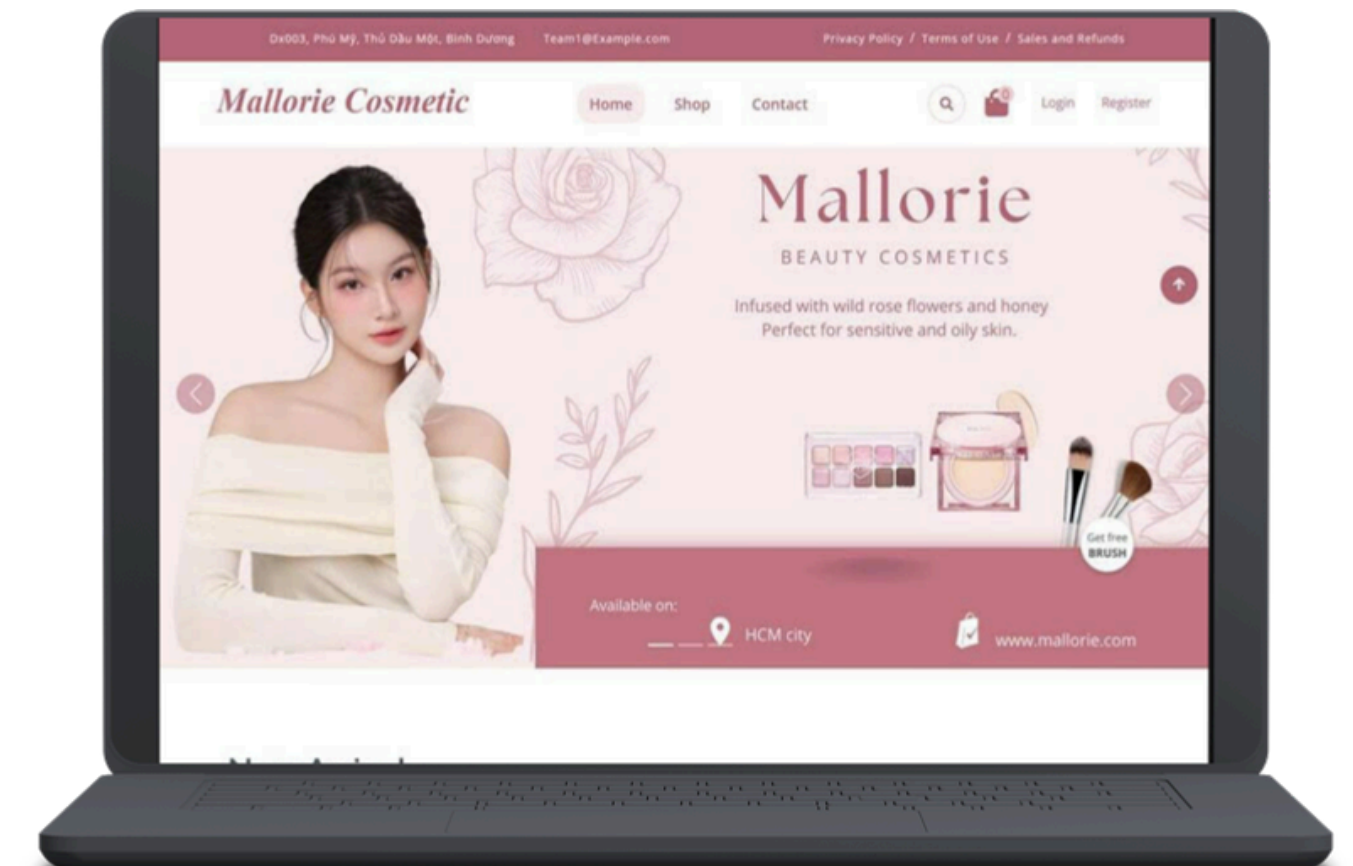 Dx003, Phú Mỹ, Thủ Dầu Một, Bình Dương Team1@Example.com Privacy Policy / Terms of Use / Sales and Refunds
Mallorie Cosmetic Home Shop Contact 0 Login Register
Mallorie
BEAUTY COSMETICS
Infused with wild rose flowers and honey
Perfect for sensitive and oily skin.
Get free
BRUSH
Available on:
HCM city www.mallorie.com